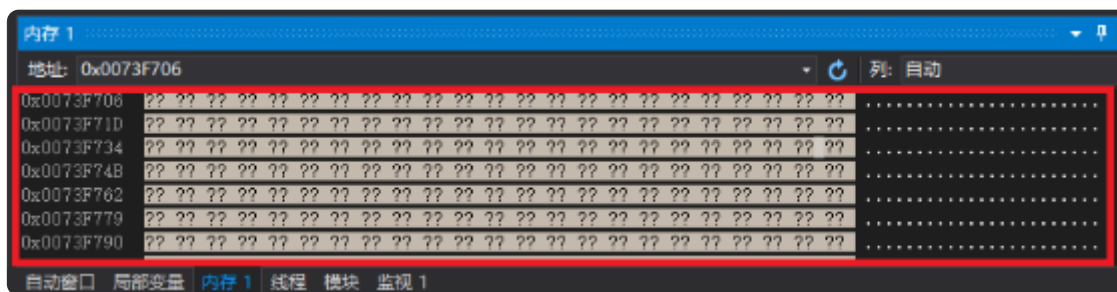 内存 1
地址: 0x0073F706 列: 自动
0x0073F706 ?? ?? ?? ?? ?? ?? ?? ?? ?? ?? ?? ?? ?? ?? ?? ?? ?? ?? ?? ?? ?? ?? ?? .......................
0x0073F71D ?? ?? ?? ?? ?? ?? ?? ?? ?? ?? ?? ?? ?? ?? ?? ?? ?? ?? ?? ?? ?? ?? ?? .......................
0x0073F734 ?? ?? ?? ?? ?? ?? ?? ?? ?? ?? ?? ?? ?? ?? ?? ?? ?? ?? ?? ?? ?? ?? ?? .......................
0x0073F74B ?? ?? ?? ?? ?? ?? ?? ?? ?? ?? ?? ?? ?? ?? ?? ?? ?? ?? ?? ?? ?? ?? ?? .......................
0x0073F762 ?? ?? ?? ?? ?? ?? ?? ?? ?? ?? ?? ?? ?? ?? ?? ?? ?? ?? ?? ?? ?? ?? ?? .......................
0x0073F779 ?? ?? ?? ?? ?? ?? ?? ?? ?? ?? ?? ?? ?? ?? ?? ?? ?? ?? ?? ?? ?? ?? ?? .......................
0x0073F790 ?? ?? ?? ?? ?? ?? ?? ?? ?? ?? ?? ?? ?? ?? ?? ?? ?? ?? ?? ?? ?? ?? ?? .......................
自动窗口 局部变量 内存 1 线程 模块 监视 1